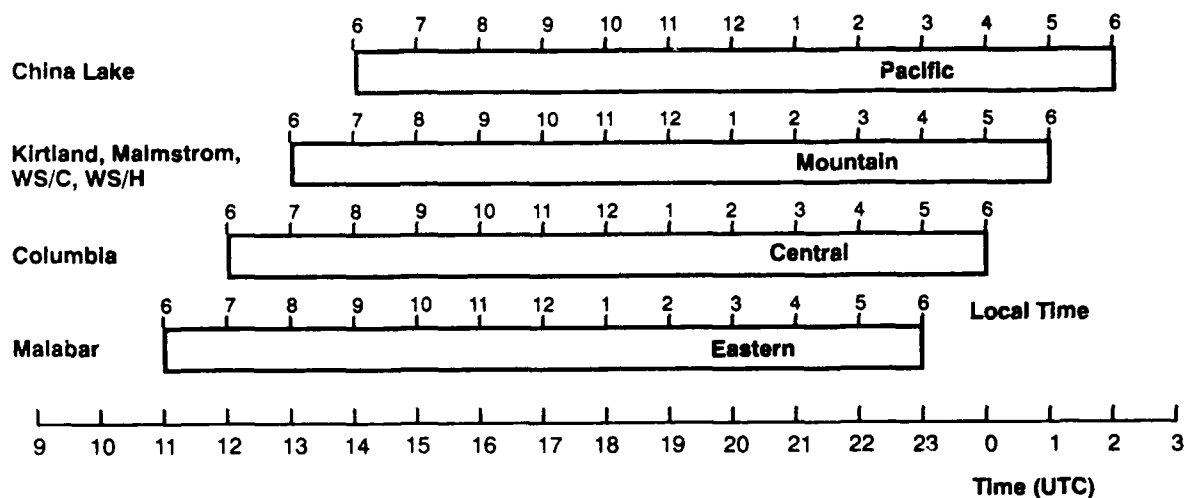 6 7 8 9 10 11 12 1 2 3 4 5 6
China Lake Pacific
6 7 8 9 10 11 12 1 2 3 4 5 6
Kirtland, Malmstrom,
WS/C, WS/H Mountain
6 7 8 9 10 11 12 1 2 3 4 5 6
Columbia Central
6 7 8 9 10 11 12 1 2 3 4 5 6 Local Time
Malabar Eastern
9 10 11 12 13 14 15 16 17 18 19 20 21 22 23 0 1 2 3
Time (UTC)